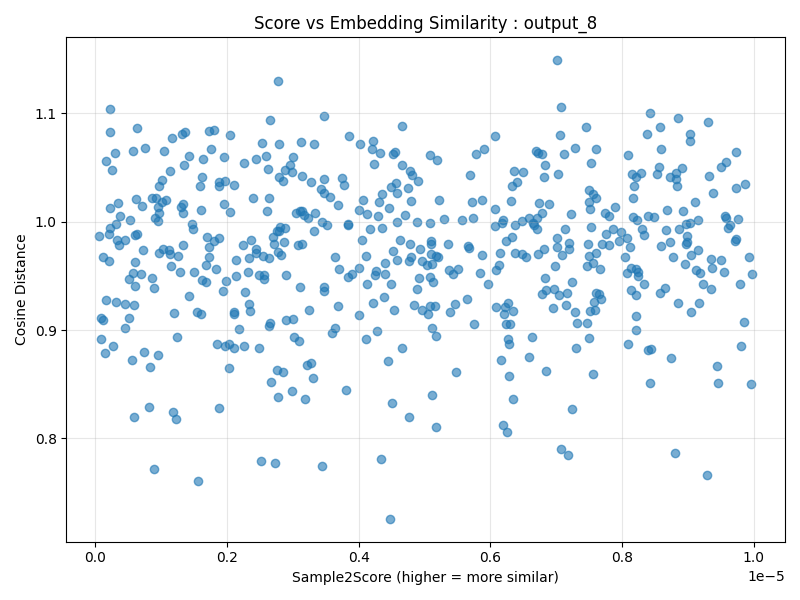 Score vs Embedding Similarity : output_8
Cosine Distance
1.1
1.0
0.9
0.8
0.0 0.2 0.4 0.6 0.8 1.0
1e−5
Sample2Score (higher = more similar)